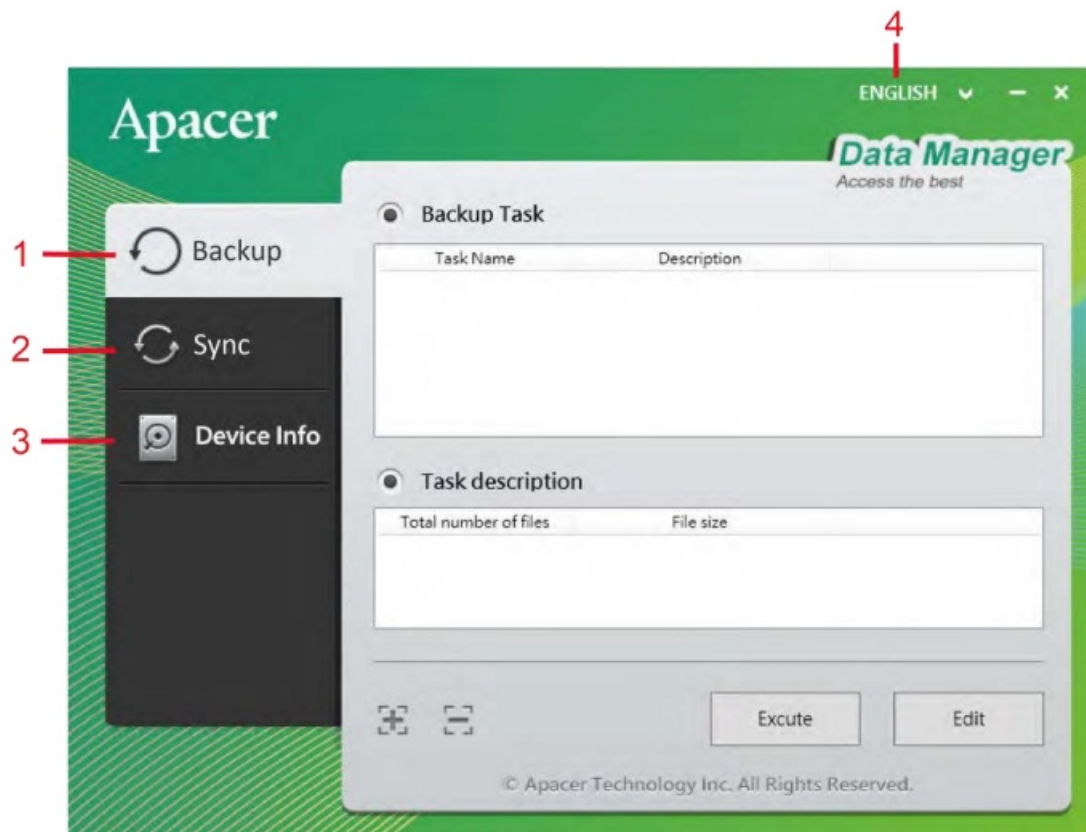 4
ENGLISH
Apacer
Data Manager
Access the best
1
Backup
2
Sync
3
Device Info
Backup Task
Task Name Description
Task description
Total number of files File size
Excute Edit
© Apacer Technology Inc. All Rights Reserved.